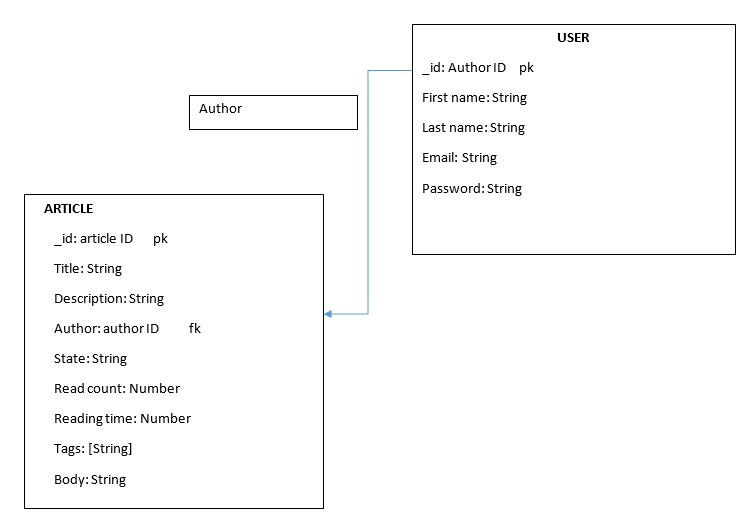 USER
_id: Author ID pk
First name: String
Last name: String
Email: String
Password: String
Author
ARTICLE
_id: article ID pk
Title: String
Description: String
Author: author ID fk
State: String
Read count: Number
Reading time: Number
Tags: [String]
Body: String